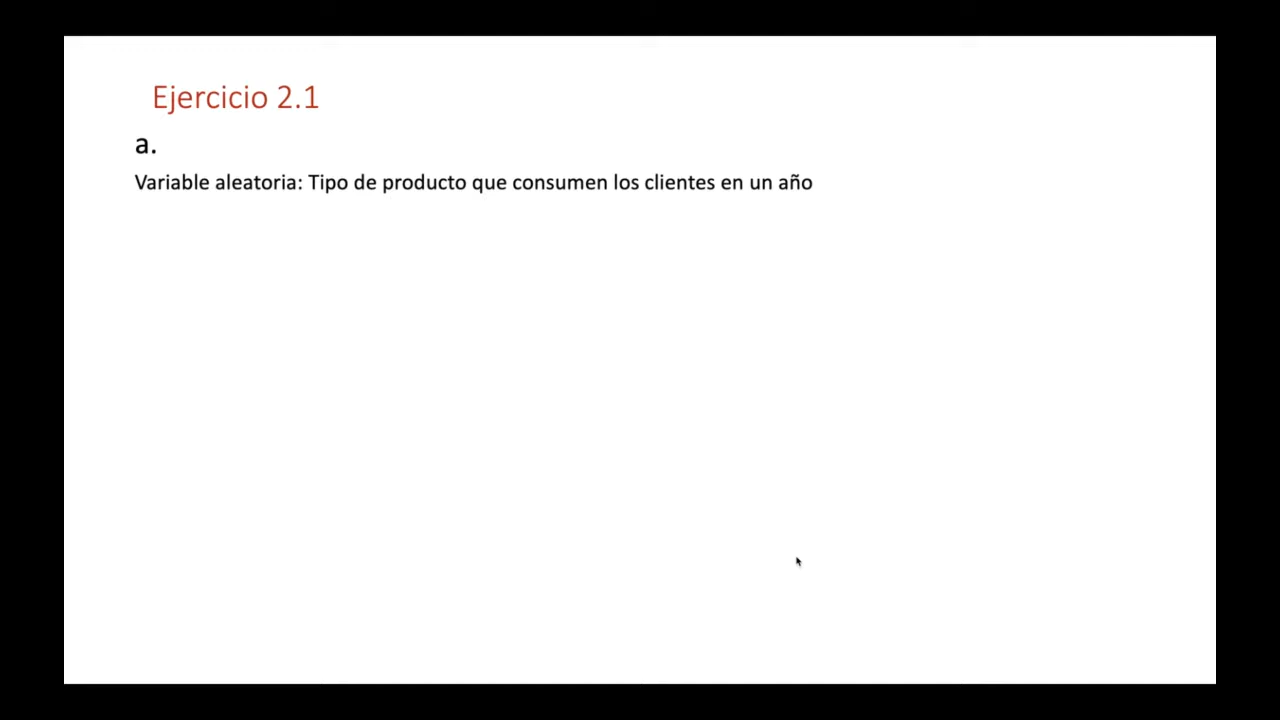 Ejercicio 2.1
a.
Variable aleatoria: Tipo de producto que consumen los clientes en un año